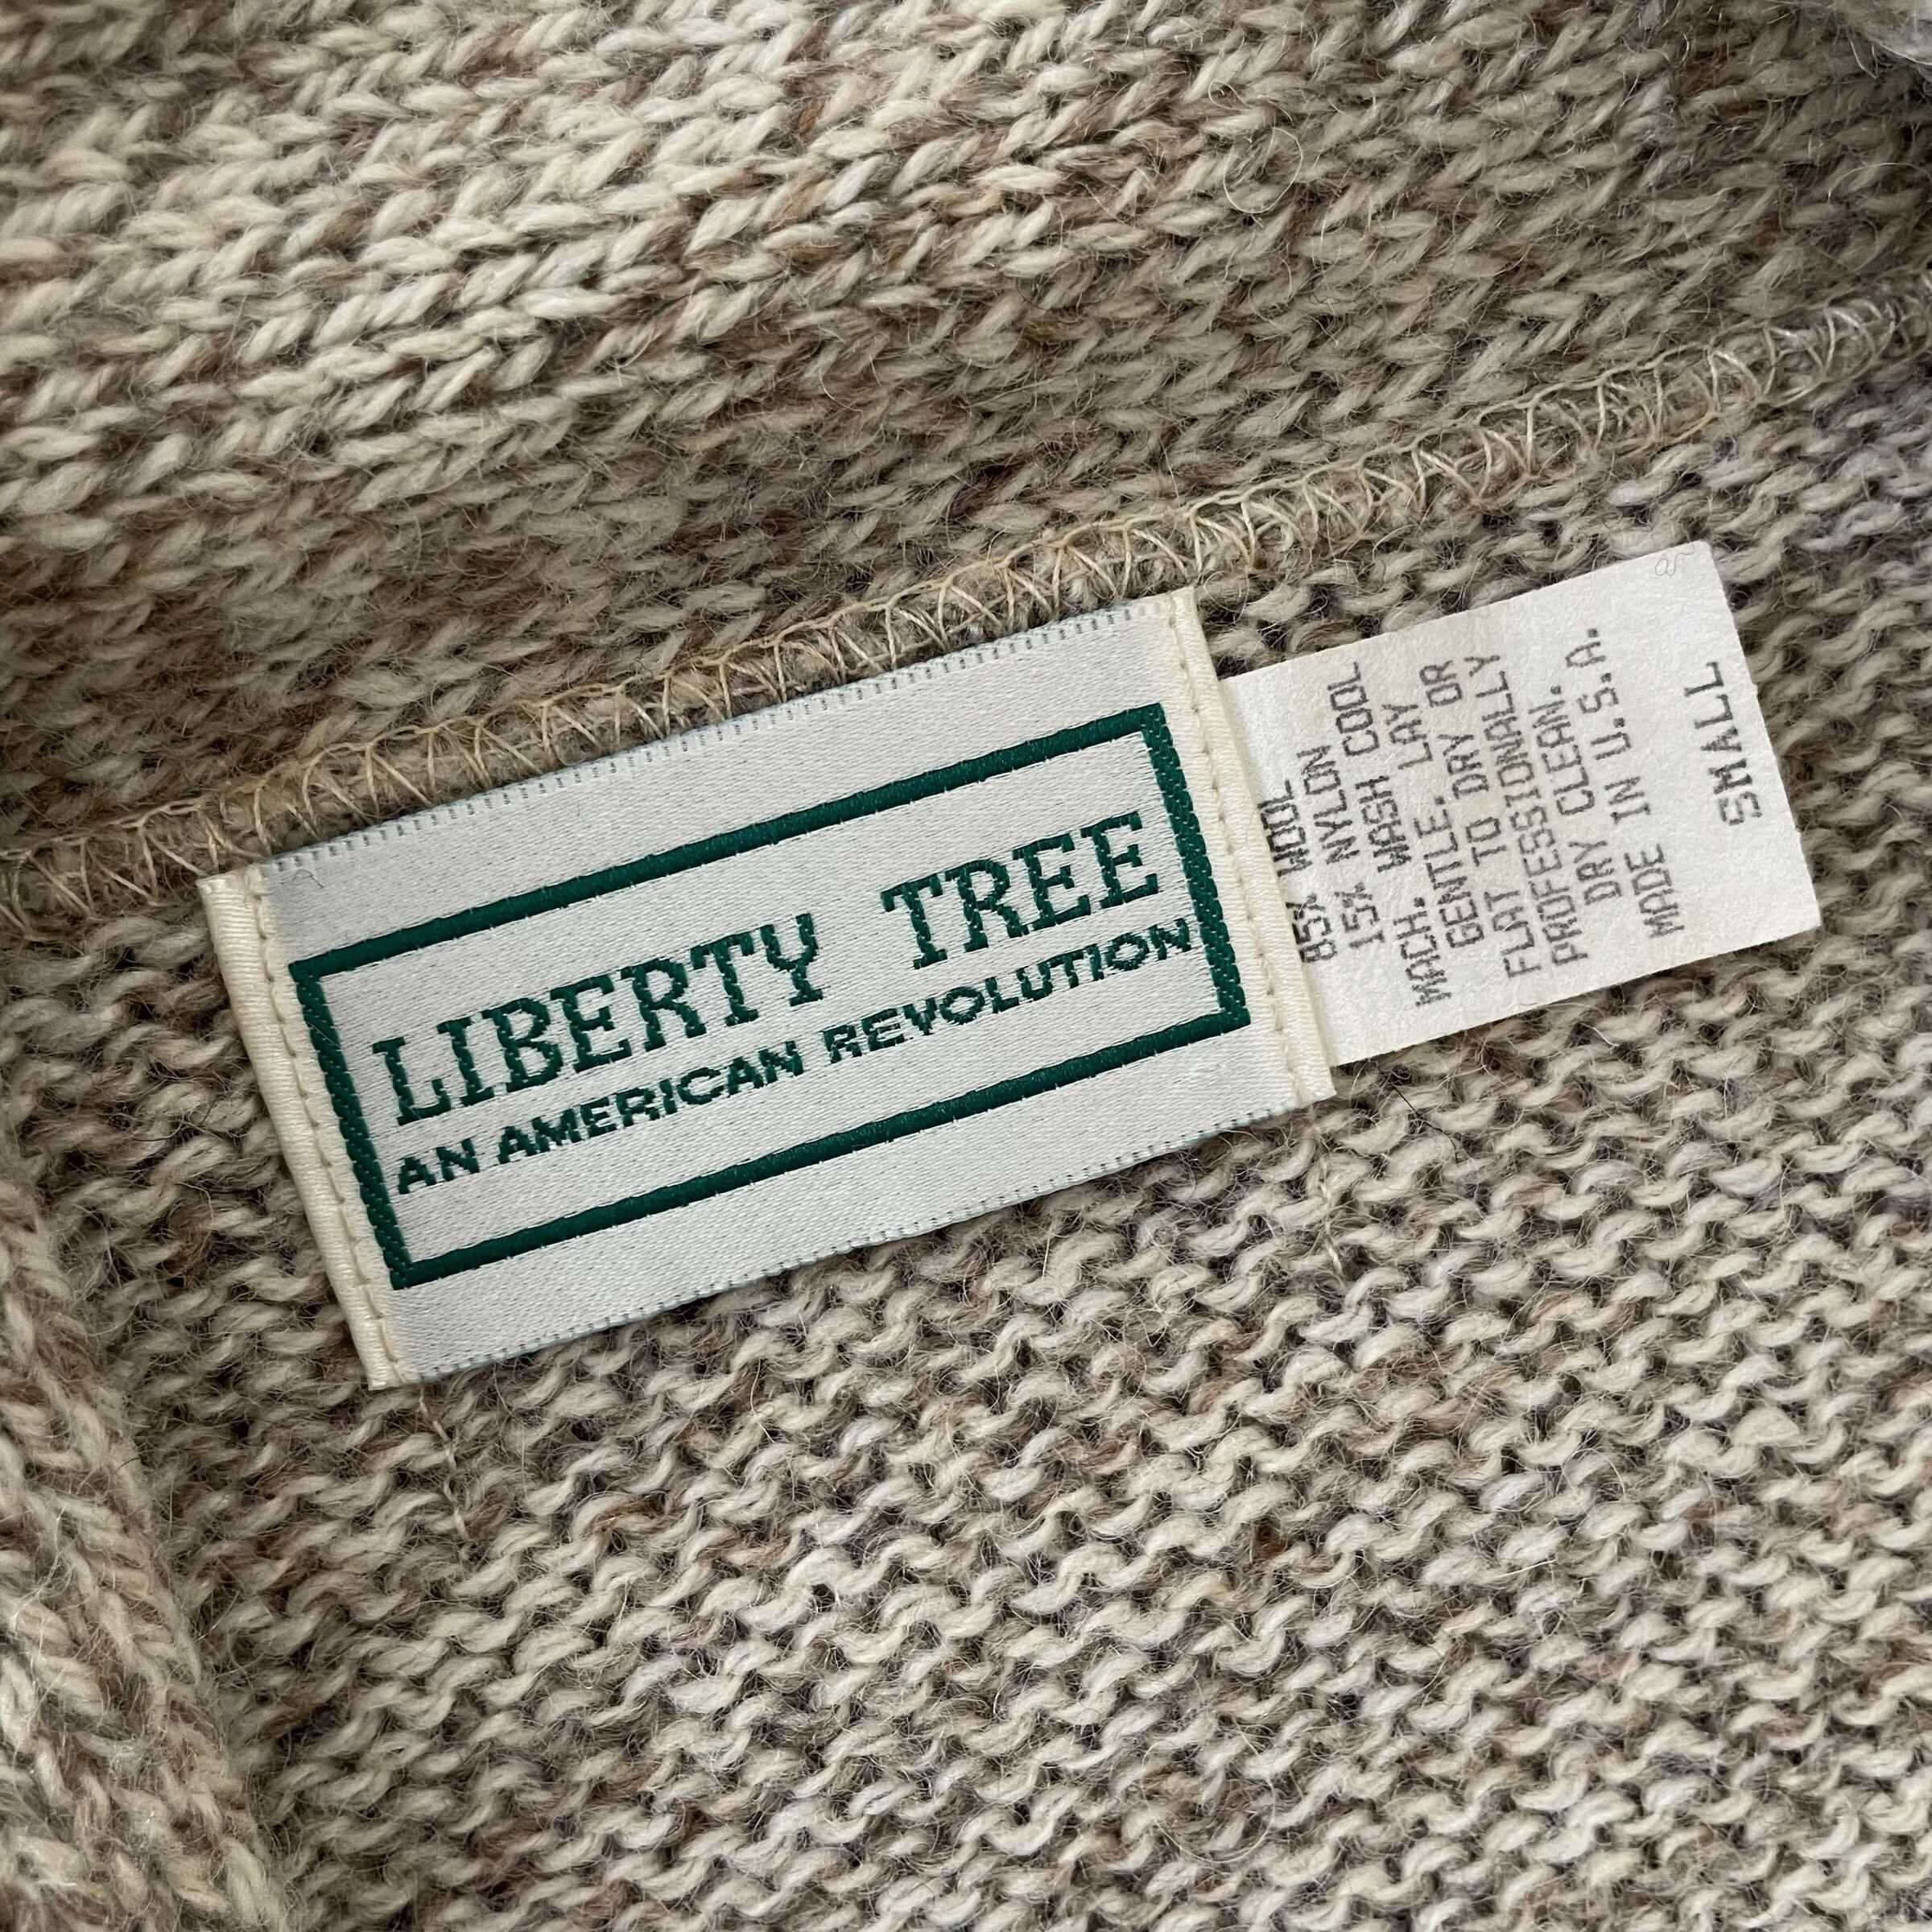 LIBERTY TREE
AN AMERICAN REVOLUTION
85% WOOL
15% NYLON
MACH. WASH COOL
GENTLE. LAY
FLAT TO DRY OR
PROFESSIONALLY
DRY CLEAN.
MADE IN U.S.A.
SMALL